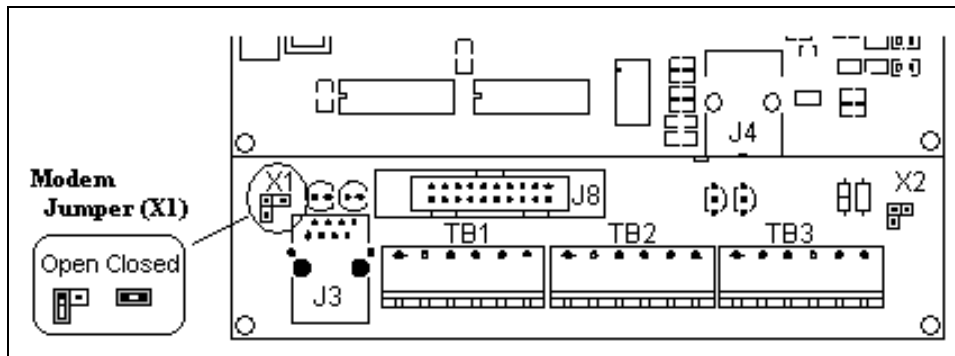 J4
Modem
Jumper (X1)
X1
J8
X2
Open Closed
TB1
TB2
TB3
J3